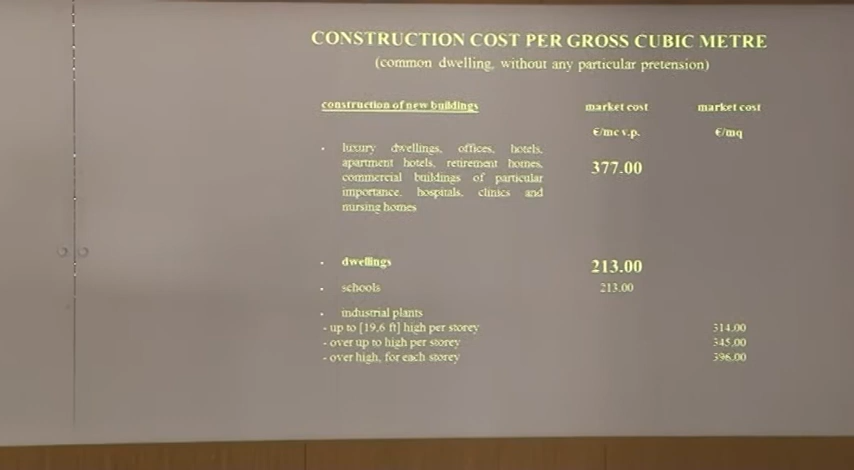 CONSTRUCTION COST PER GROSS CUBIC METRE
(common dwelling, without any particular pretension)
construction of new buildings market cost market cost
€/mc v.p. €/mq
• luxury dwellings, offices, hotels,
apartment hotels, retirement homes, 377.00
commercial buildings of particular
importance, hospitals, clinics and
nursing homes
• dwellings 213.00
• schools 213.00
• industrial plants
- up to [19.6 ft] high per storey 314.00
- over up to high per storey 345.00
- over high, for each storey 396.00